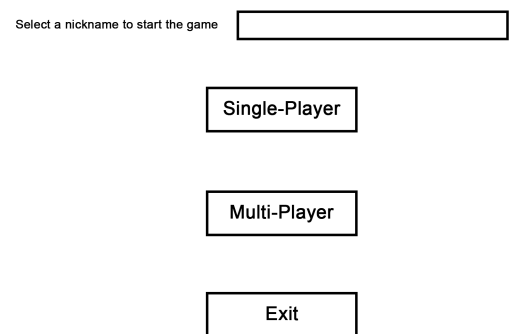 Select a nickname to start the game
Single-Player
Multi-Player
Exit